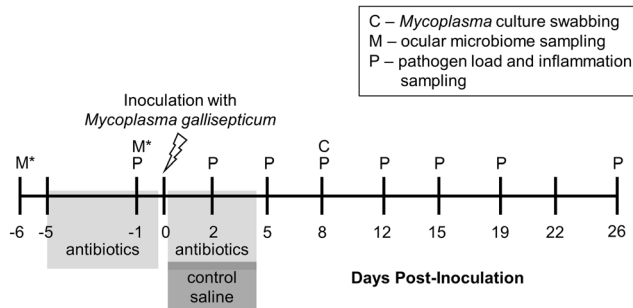 C – Mycoplasma culture swabbing
M – ocular microbiome sampling
P – pathogen load and inflammation
sampling
Inoculation with
Mycoplasma gallisepticum
M* M* P P P C P P P P P
-6 -5 -1 0 2 5 8 12 15 19 22 26
antibiotics antibiotics
control
saline
Days Post-Inoculation